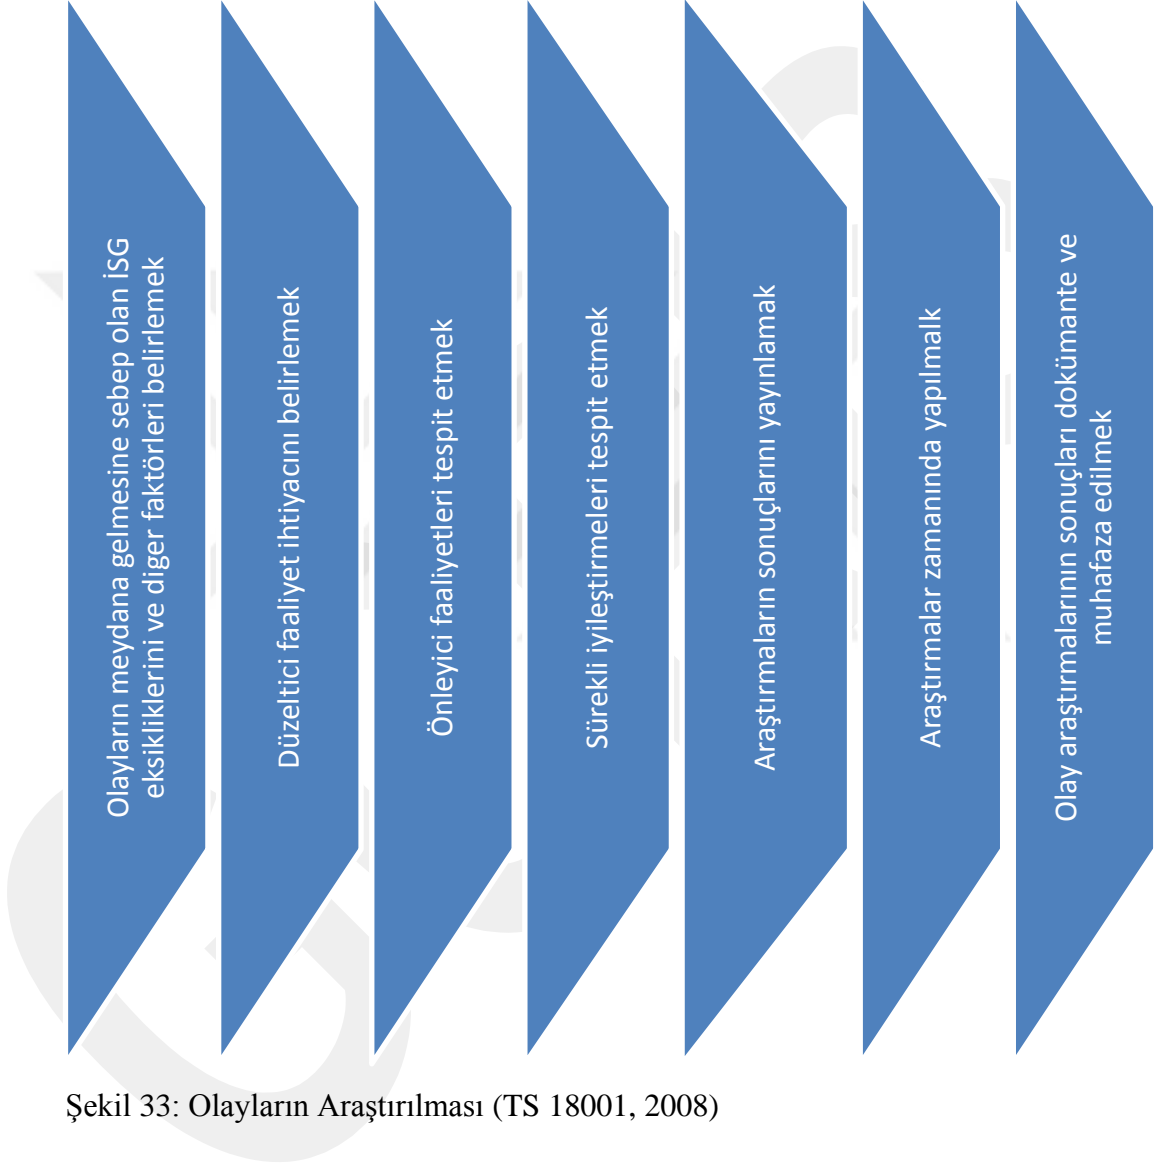 Olayların meydana gelmesine sebep olan İSG
eksikliklerini ve diger faktörleri belirlemek
Düzeltici faaliyet ihtiyacını belirlemek
Önleyici faaliyetleri tespit etmek
Sürekli iyileştirmeleri tespit etmek
Araştırmaların sonuçlarını yayınlamak
Araştırmalar zamanında yapılmalk
Olay araştırmalarının sonuçları dokümante ve
muhafaza edilmek
Şekil 33: Olayların Araştırılması (TS 18001, 2008)